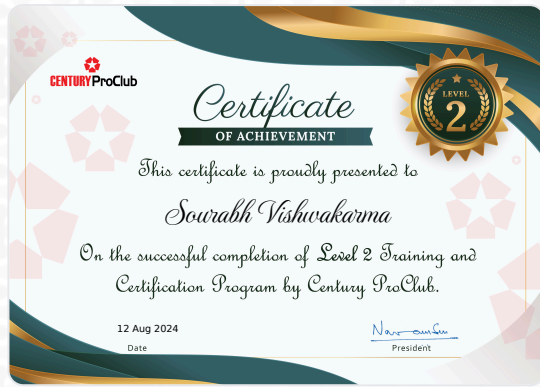 CENTURY ProClub
Certificate
OF ACHIEVEMENT
LEVEL
2
This certificate is proudly presented to
Sourabh Vishwakarma
On the successful completion of Level 2 Training and
Certification Program by Century ProClub.
12 Aug 2024
Date
President